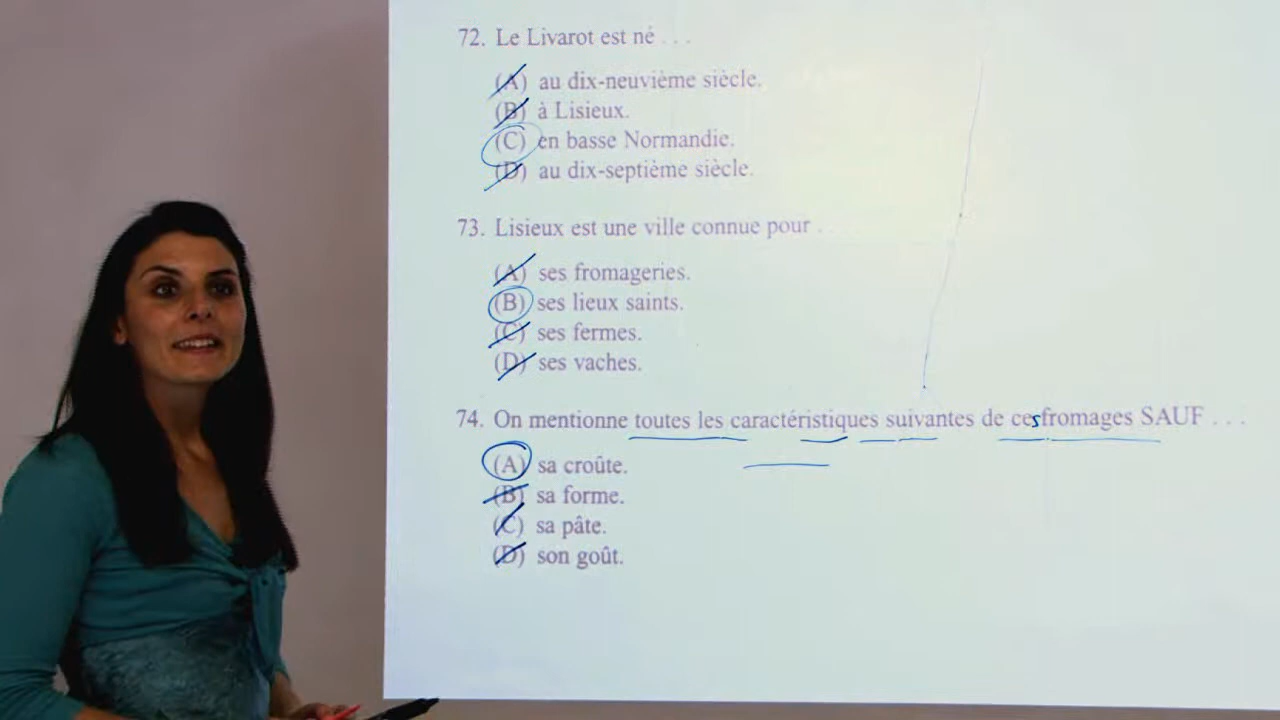 72. Le Livarot est né . . .
(A) au dix-neuvième siècle.
(B) à Lisieux.
(C) en basse Normandie.
(D) au dix-septième siècle.
73. Lisieux est une ville connue pour . .
(A) ses fromageries.
(B) ses lieux saints.
(C) ses fermes.
(D) ses vaches.
74. On mentionne toutes les caractéristiques suivantes de ces fromages SAUF . . .
(A) sa croûte.
(B) sa forme.
(C) sa pâte.
(D) son goût.